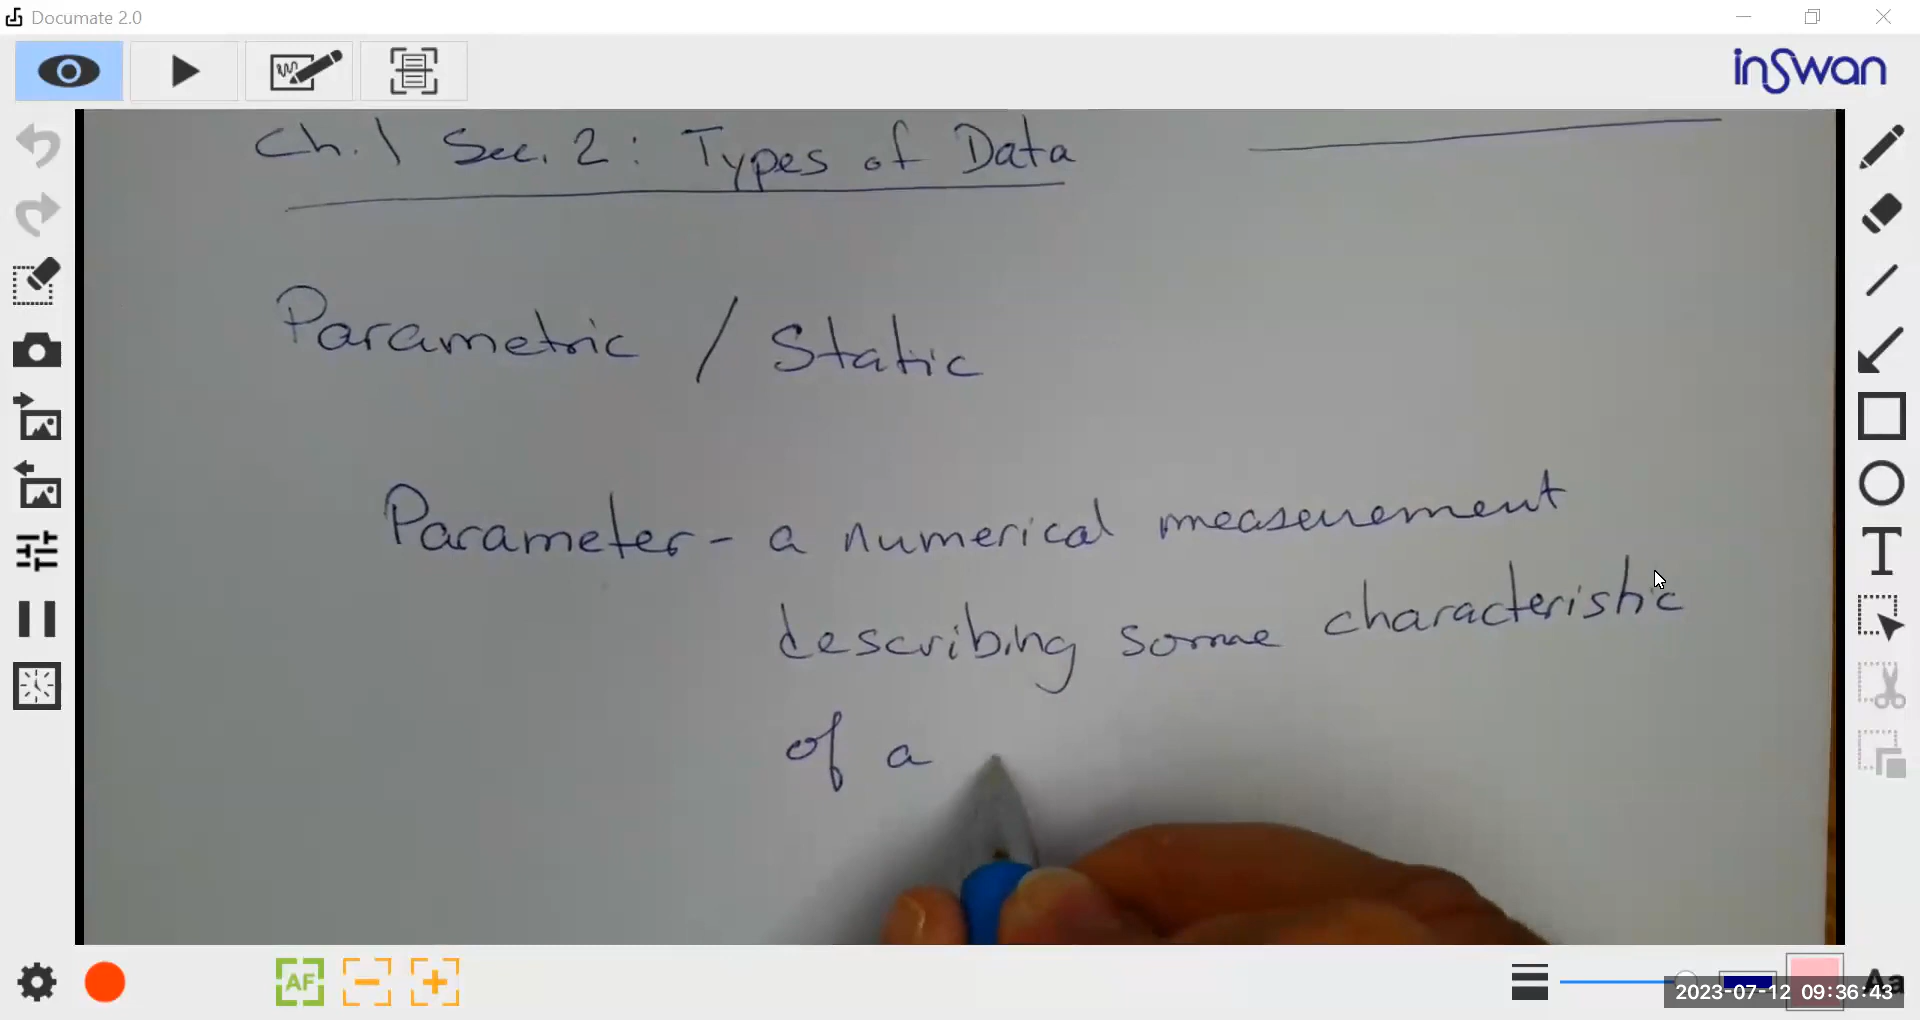 Documate 2.0
inSwan
Ch. 1 Sec. 2: Types of Data
Parametric / Static
Parameter - a numerical measurement
describing some characteristic
of a
T
AF
Aa
2023-07-12 09:36:43